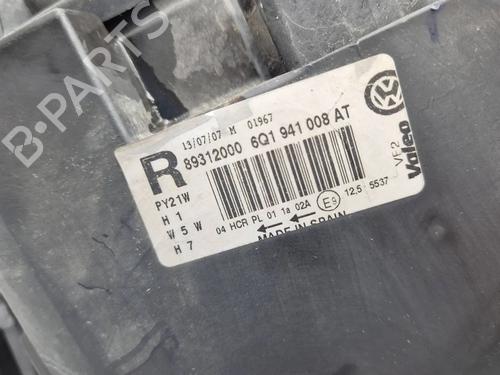 B-PARTS
13/07/07 M 01967
R 89312000 6Q1 941 008 AT
PY21W
H 1
W 5 W
H 7
04 HCR PL 01 1a 02A E9 12.5 5537
MADE IN SPAIN
Valeo
VE2